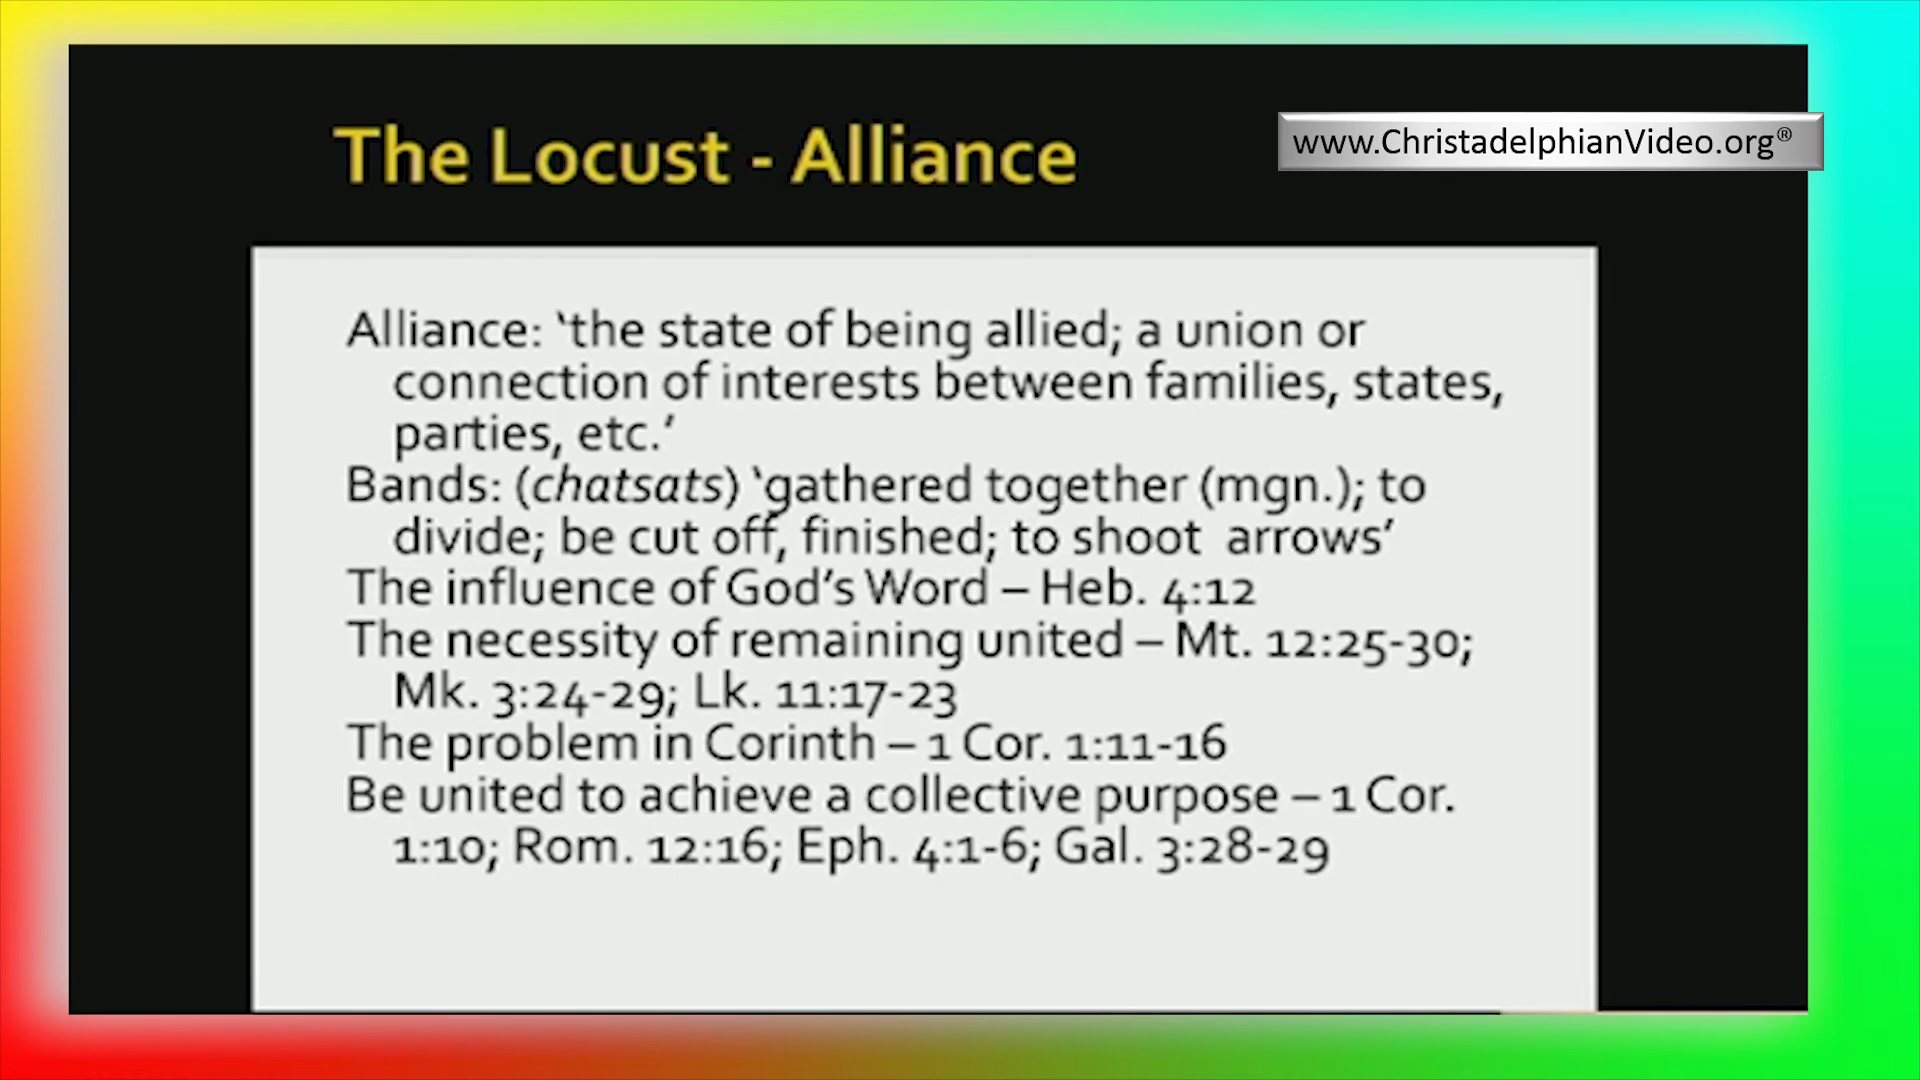 The Locust - Alliance
www.ChristadelphianVideo.org®
Alliance: ‘the state of being allied; a union or
connection of interests between families, states,
parties, etc.’
Bands: (chatsats) ‘gathered together (mgn.); to
divide; be cut off, finished; to shoot arrows’
The influence of God’s Word – Heb. 4:12
The necessity of remaining united – Mt. 12:25-30;
Mk. 3:24-29; Lk. 11:17-23
The problem in Corinth – 1 Cor. 1:11-16
Be united to achieve a collective purpose – 1 Cor.
1:10; Rom. 12:16; Eph. 4:1-6; Gal. 3:28-29